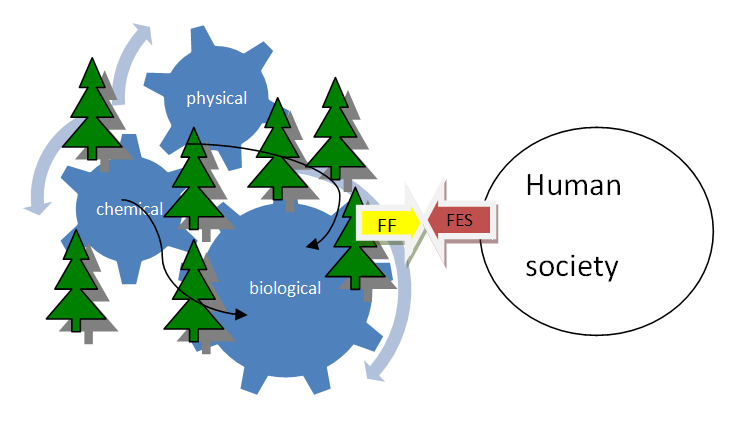 physical
chemical
biological
FF
FES
Human
society